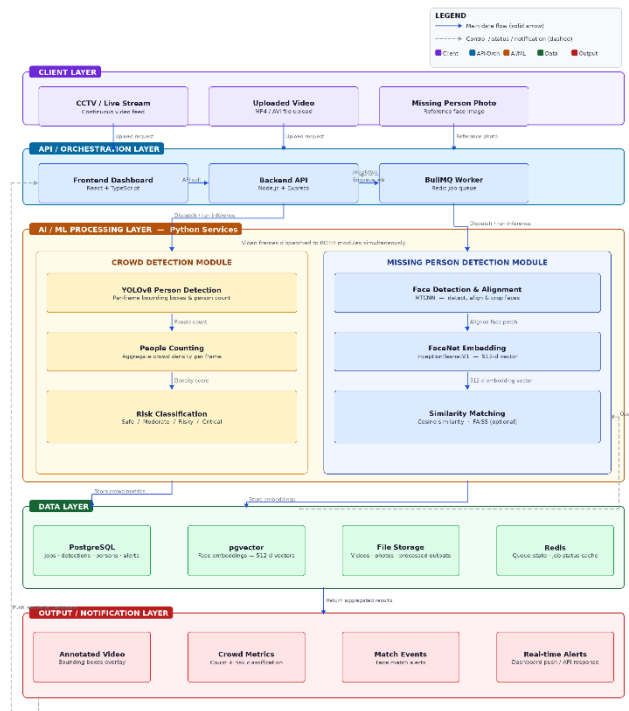 LEGEND
Main data flow (solid arrow)
Control / status / notification (dashed)
Client
API/Orch
AI/ML
Data
Output
CLIENT LAYER
CCTV / Live Stream
Continuous video feed
Uploaded Video
MP4 / AVI file upload
Missing Person Photo
Reference face image
Upload request
Upload request
Reference photo
API / ORCHESTRATION LAYER
Frontend Dashboard
React + TypeScript
API call
Backend API
Node.js + Express
BullMQ Worker
Redis job queue
Dispatch / run inference
Dispatch / run inference
AI / ML PROCESSING LAYER — Python Services
Video frames dispatched to BOTH modules simultaneously
CROWD DETECTION MODULE
MISSING PERSON DETECTION MODULE
YOLOv8 Person Detection
Per-frame bounding boxes & person count
Face Detection & Alignment
MTCNN — detect, align & crop faces
People count
Aligned face patch
People Counting
Aggregate crowd density per frame
FaceNet Embedding
InceptionResnetV1 — 512-d vector
Density score
512 d embedding vector
Risk Classification
Safe / Moderate / Risky / Critical
Similarity Matching
Cosine similarity · FAISS (optional)
Store crowd metrics
Store embeddings
DATA LAYER
PostgreSQL
jobs · detections · persons · alerts
pgvector
Face embeddings — 512 d vectors
File Storage
Videos · photos · processed outputs
Redis
Queue state · job status cache
Return aggregated results
OUTPUT / NOTIFICATION LAYER
Annotated Video
Bounding boxes overlay
Crowd Metrics
Count + risk classification
Match Events
Face match alerts
Real-time Alerts
Dashboard push / API response